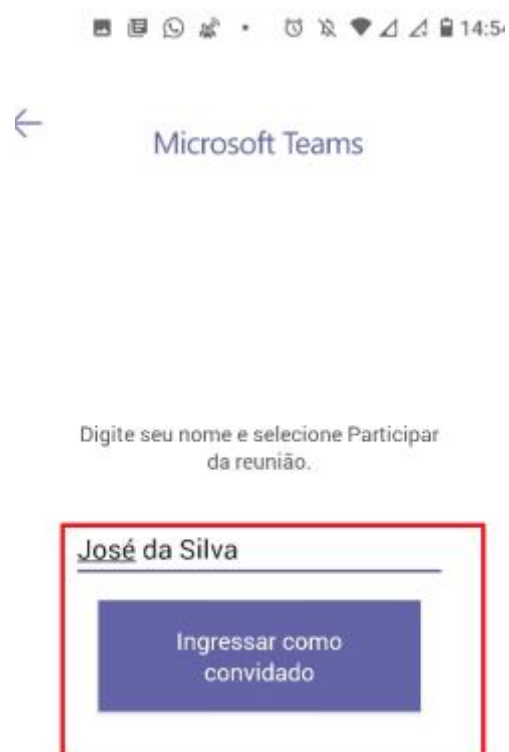 14:54
Microsoft Teams
Digite seu nome e selecione Participar
da reunião.
José da Silva
Ingressar como
convidado